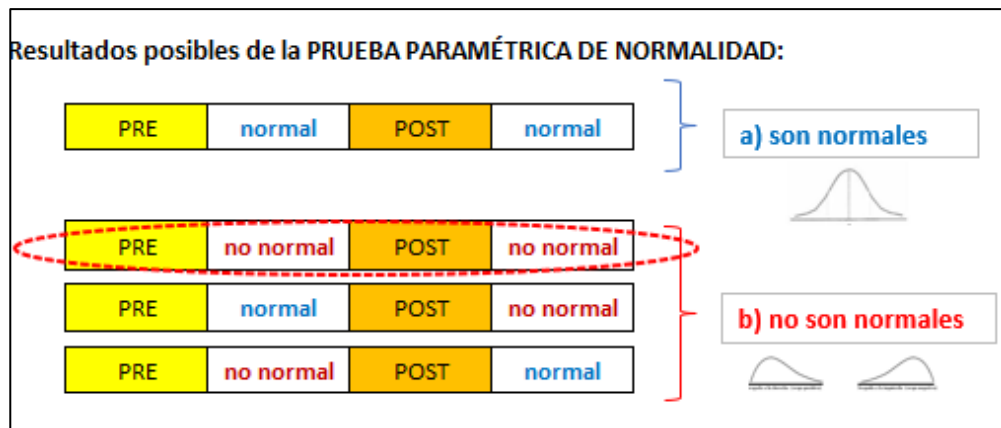 Resultados posibles de la PRUEBA PARAMÉTRICA DE NORMALIDAD:
PRE normal POST normal
a) son normales
PRE no normal POST no normal
PRE normal POST no normal
b) no son normales
PRE no normal POST normal